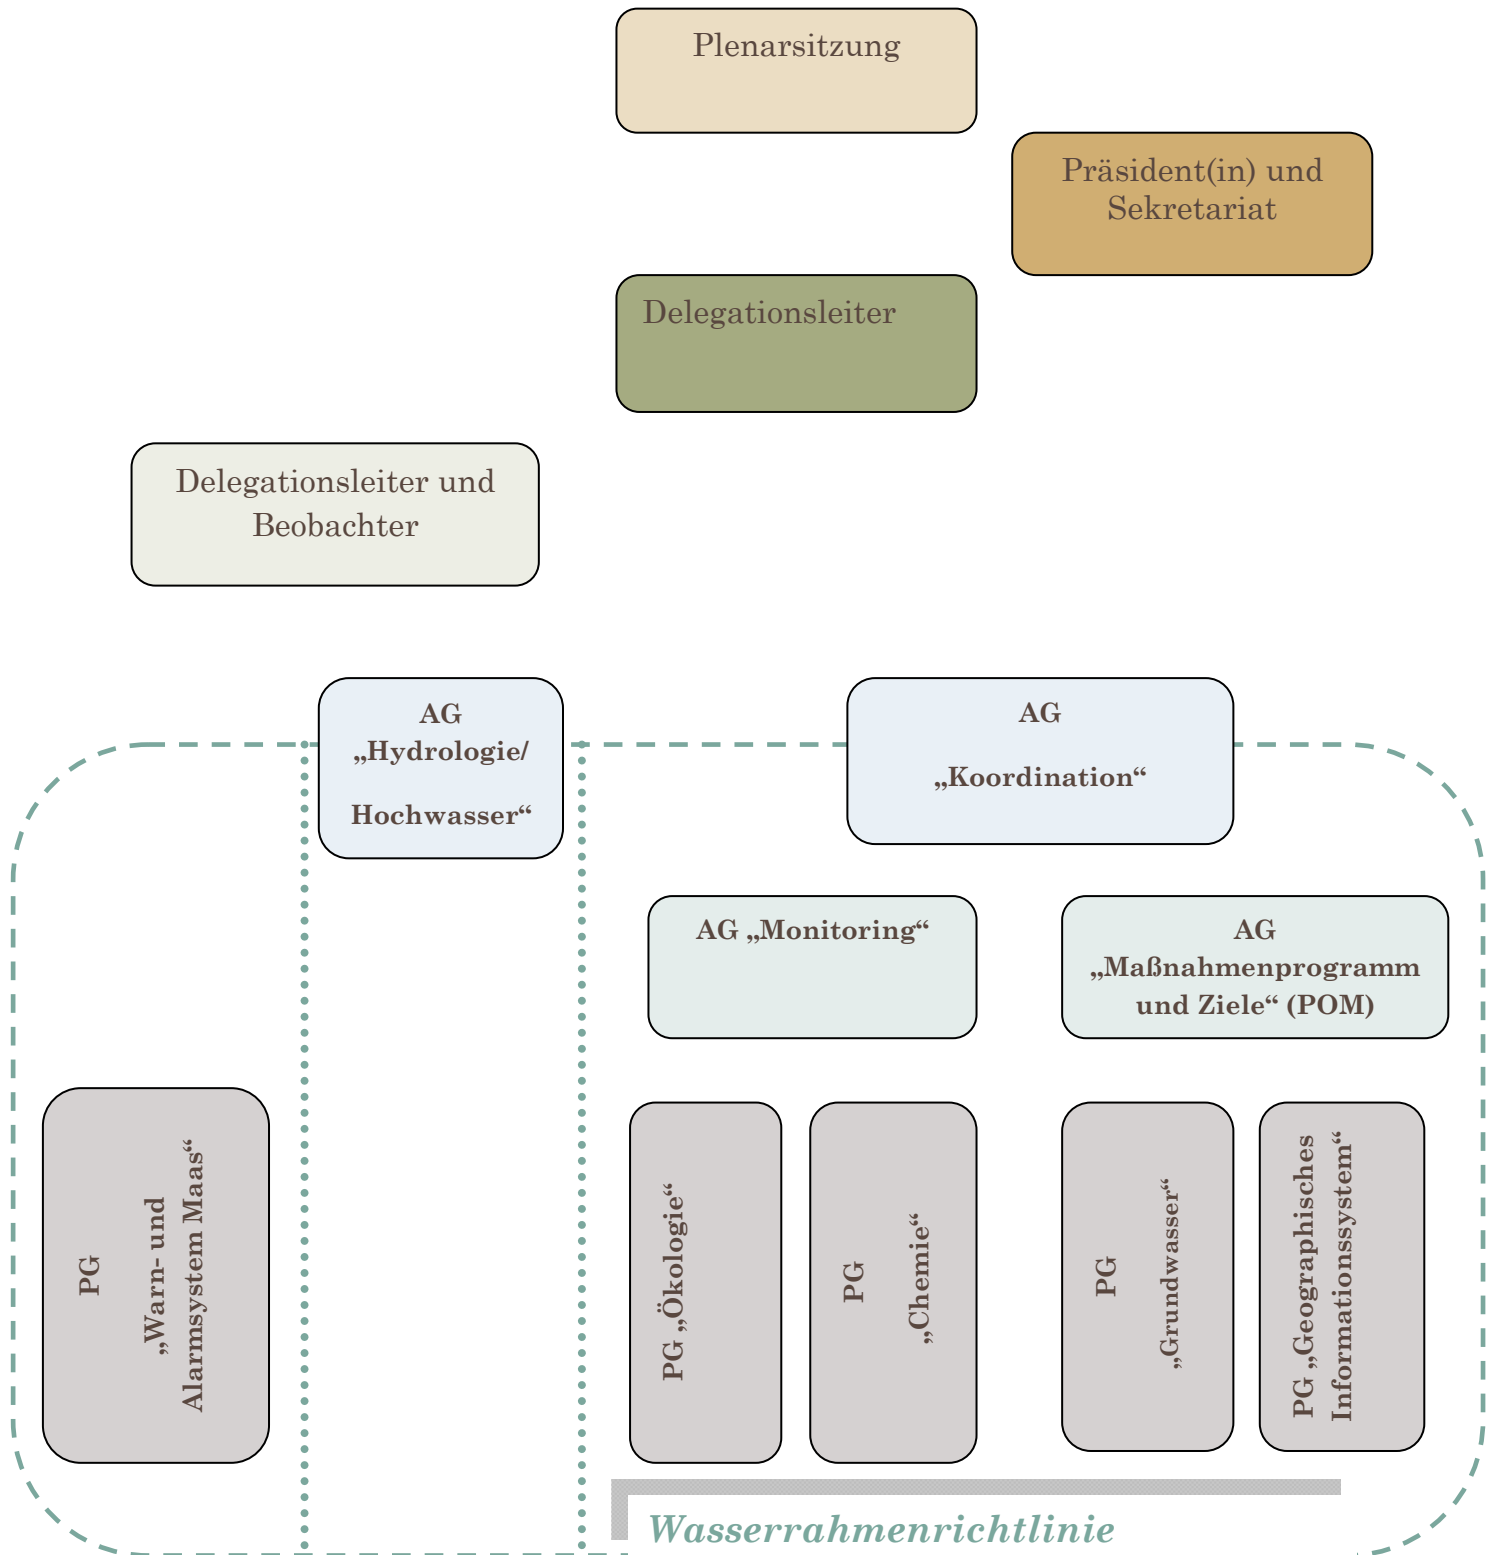 Plenarsitzung
Präsident(in) und
Sekretariat
Delegationsleiter
Delegationsleiter und
Beobachter
AG
„Hydrologie/
Hochwasser“
AG
„Koordination“
AG „Monitoring“
AG
„Maßnahmenprogramm
und Ziele“ (POM)
PG
„Warn- und
Alarmsystem Maas“
PG „Ökologie“
PG
„Chemie“
PG
„Grundwasser“
PG „Geographisches
Informationssystem“
Wasserrahmenrichtlinie